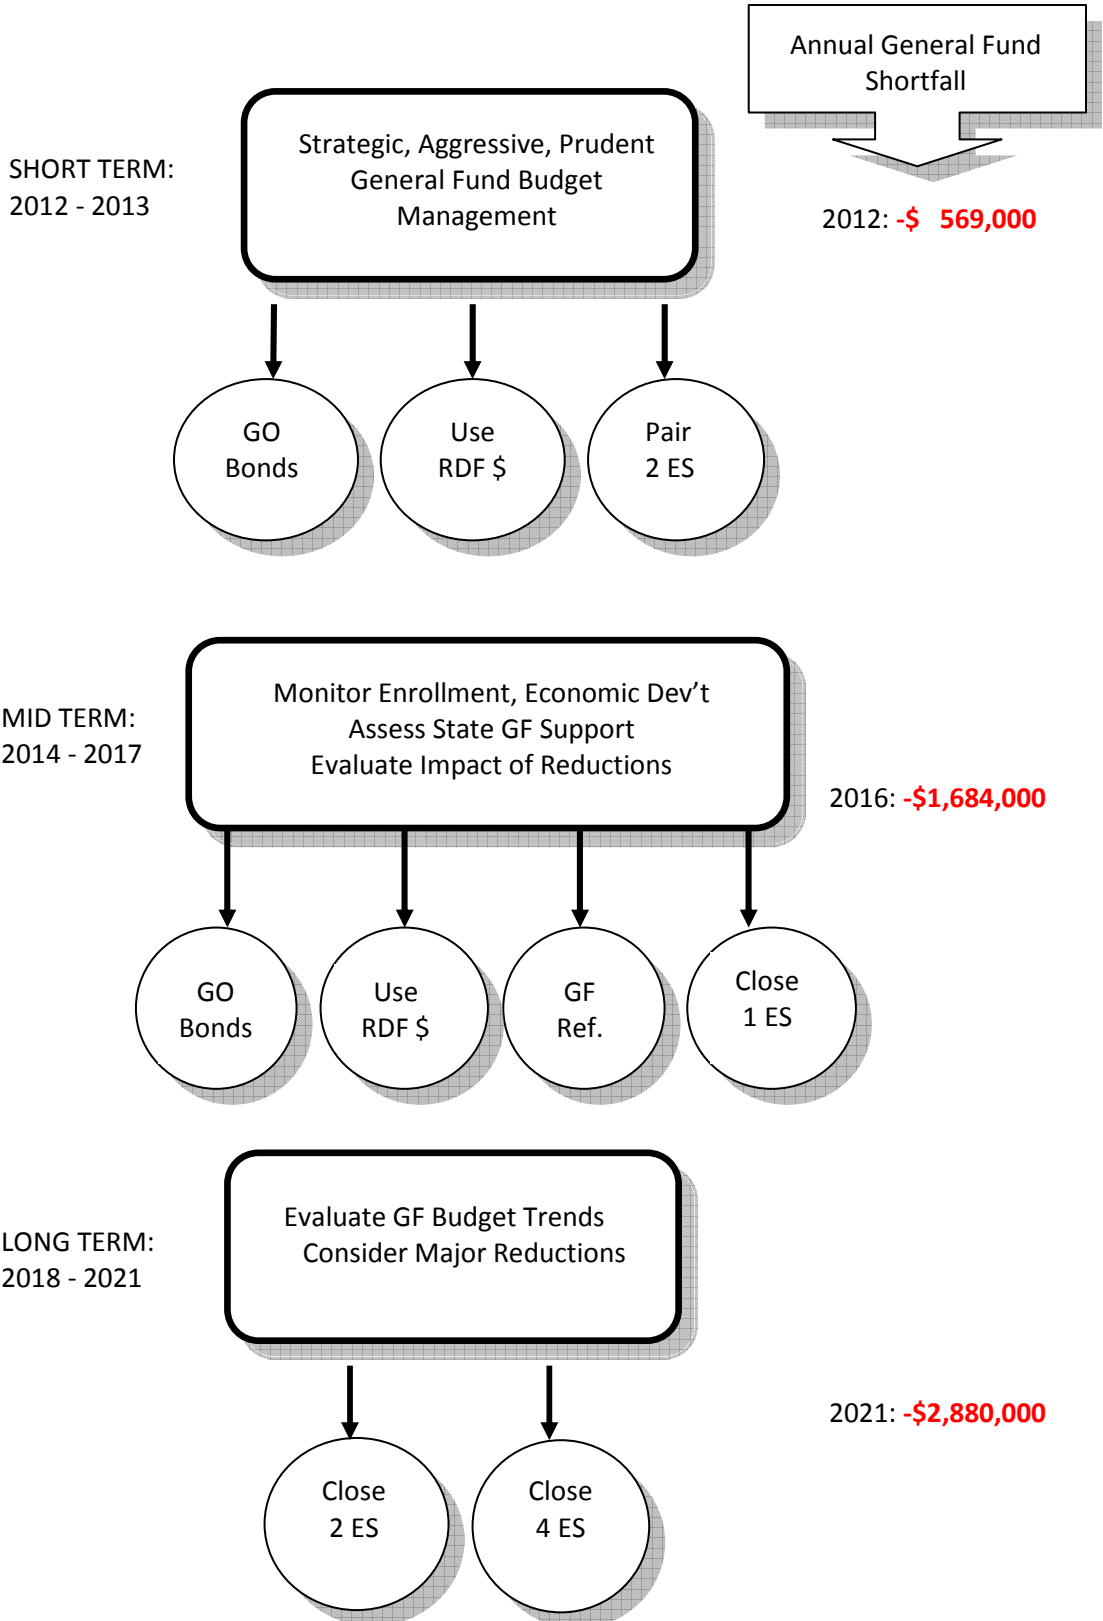 Annual General Fund
Shortfall
SHORT TERM:
2012 - 2013
Strategic, Aggressive, Prudent
General Fund Budget
Management
2012: -$   569,000
GO
Bonds
Use
RDF $
Pair
2 ES
MID TERM:
2014 - 2017
Monitor Enrollment, Economic Dev’t
Assess State GF Support
Evaluate Impact of Reductions
2016: -$1,684,000
GO
Bonds
Use
RDF $
GF
Ref.
Close
1 ES
LONG TERM:
2018 - 2021
Evaluate GF Budget Trends
Consider Major Reductions
2021: -$2,880,000
Close
2 ES
Close
4 ES